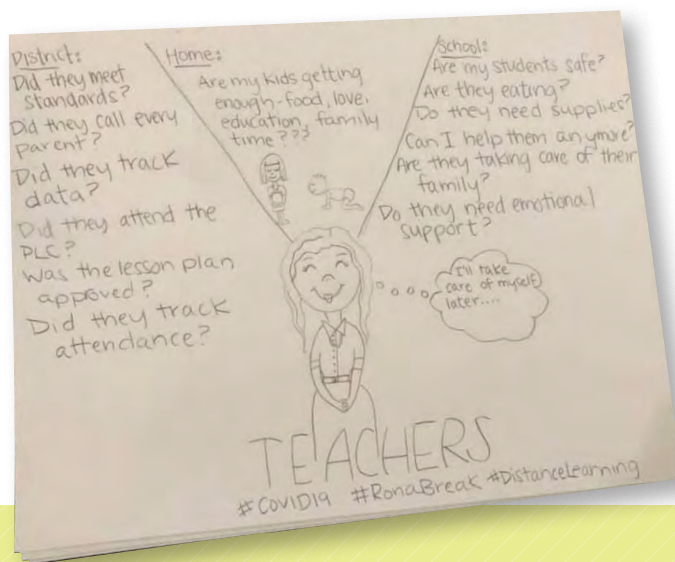 District:
Did they meet
standards?
Did they call every
parent?
Did they track
data?
Did they attend the
PLC?
Was the lesson plan
approved?
Did they track
attendance?
Home:
Are my kids getting
enough-food, love,
education, family
time???
School:
Are my students safe?
Are they eating?
Do they need supplies?
Can I help them anymore?
Are they taking care of their
family?
Do they need emotional
support?
I'll take
care of myself
later....
TEACHERS
#COVID19 #RonaBreak #DistanceLearning